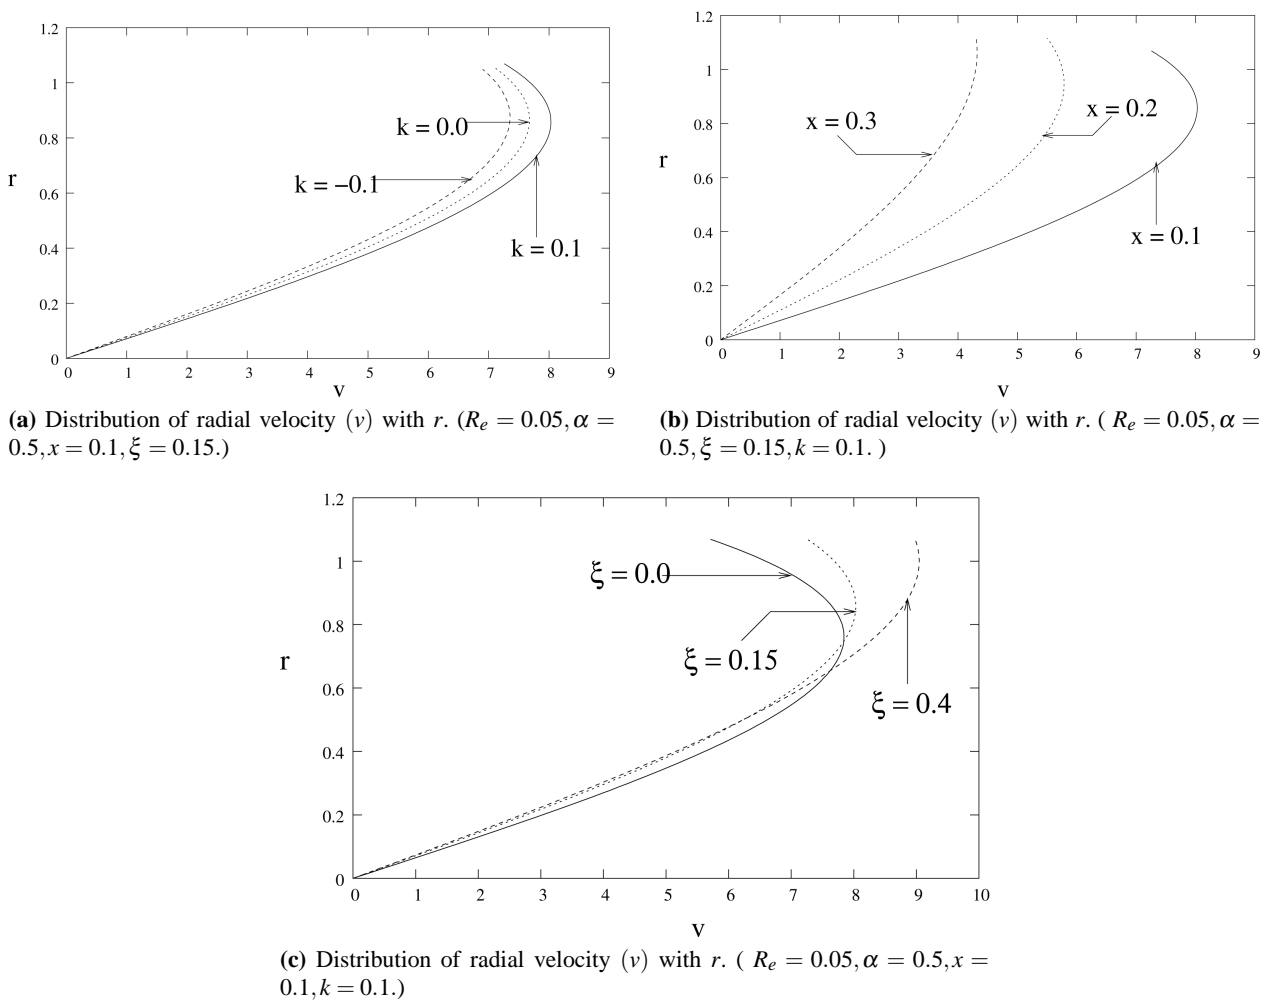 1.2
1
0.8
0.6
0.4
0.2
0
r
k = 0.0
k = −0.1
k = 0.1
0 1 2 3 4 5 6 7 8 9
v
(a) Distribution of radial velocity (v) with r. (Re = 0.05, α =
0.5, x = 0.1, ξ = 0.15.)
1.2
1
0.8
0.6
0.4
0.2
0
r
x = 0.3
x = 0.2
x = 0.1
0 1 2 3 4 5 6 7 8 9
v
(b) Distribution of radial velocity (v) with r. ( Re = 0.05, α =
0.5, ξ = 0.15, k = 0.1. )
1.2
1
0.8
0.6
0.4
0.2
0
r
ξ = 0.0
ξ = 0.15
ξ = 0.4
0 1 2 3 4 5 6 7 8 9 10
v
(c) Distribution of radial velocity (v) with r. ( Re = 0.05, α = 0.5, x =
0.1, k = 0.1.)